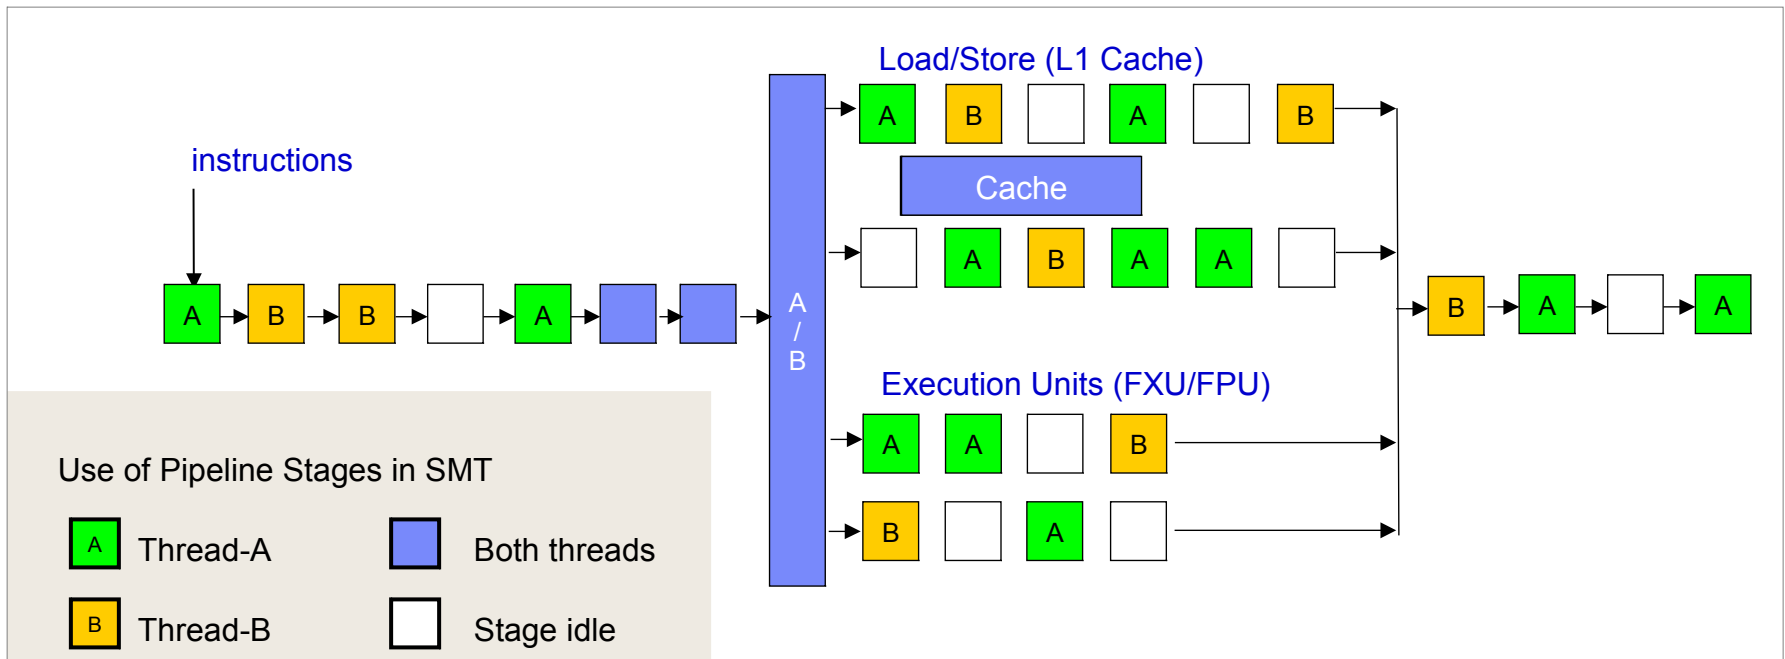 Load/Store (L1 Cache)
A B A B
instructions
Cache
A B A A
A B B A
A
/
B
B A A
Execution Units (FXU/FPU)
A A B
B A
Use of Pipeline Stages in SMT
A Thread-A Both threads
B Thread-B Stage idle